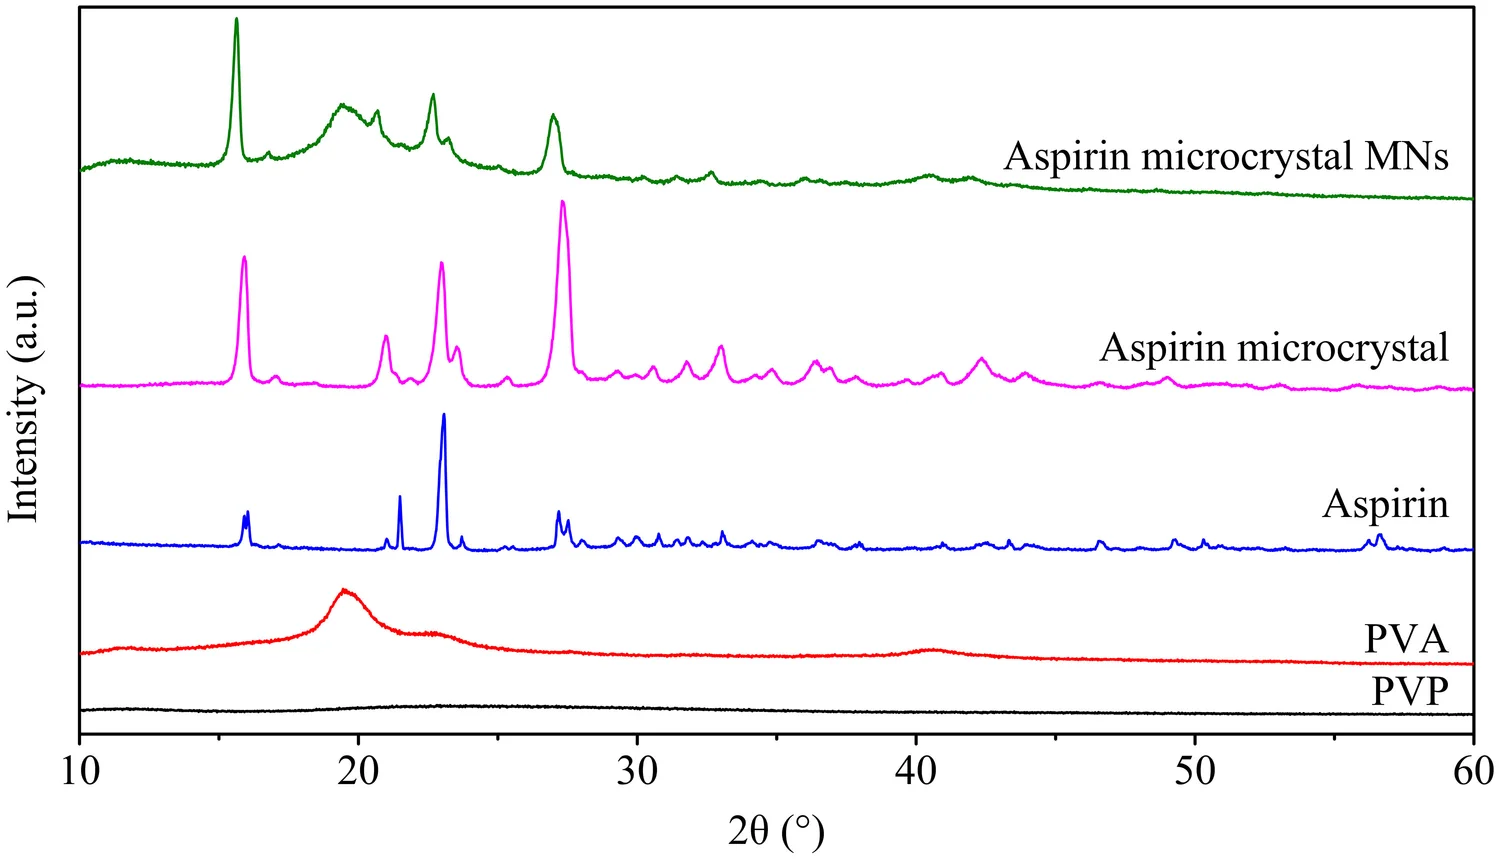 Aspirin microcrystal MNs
Aspirin microcrystal
Aspirin
PVA
PVP
Intensity (a.u.)
10 20 30 40 50 60
2θ (°)